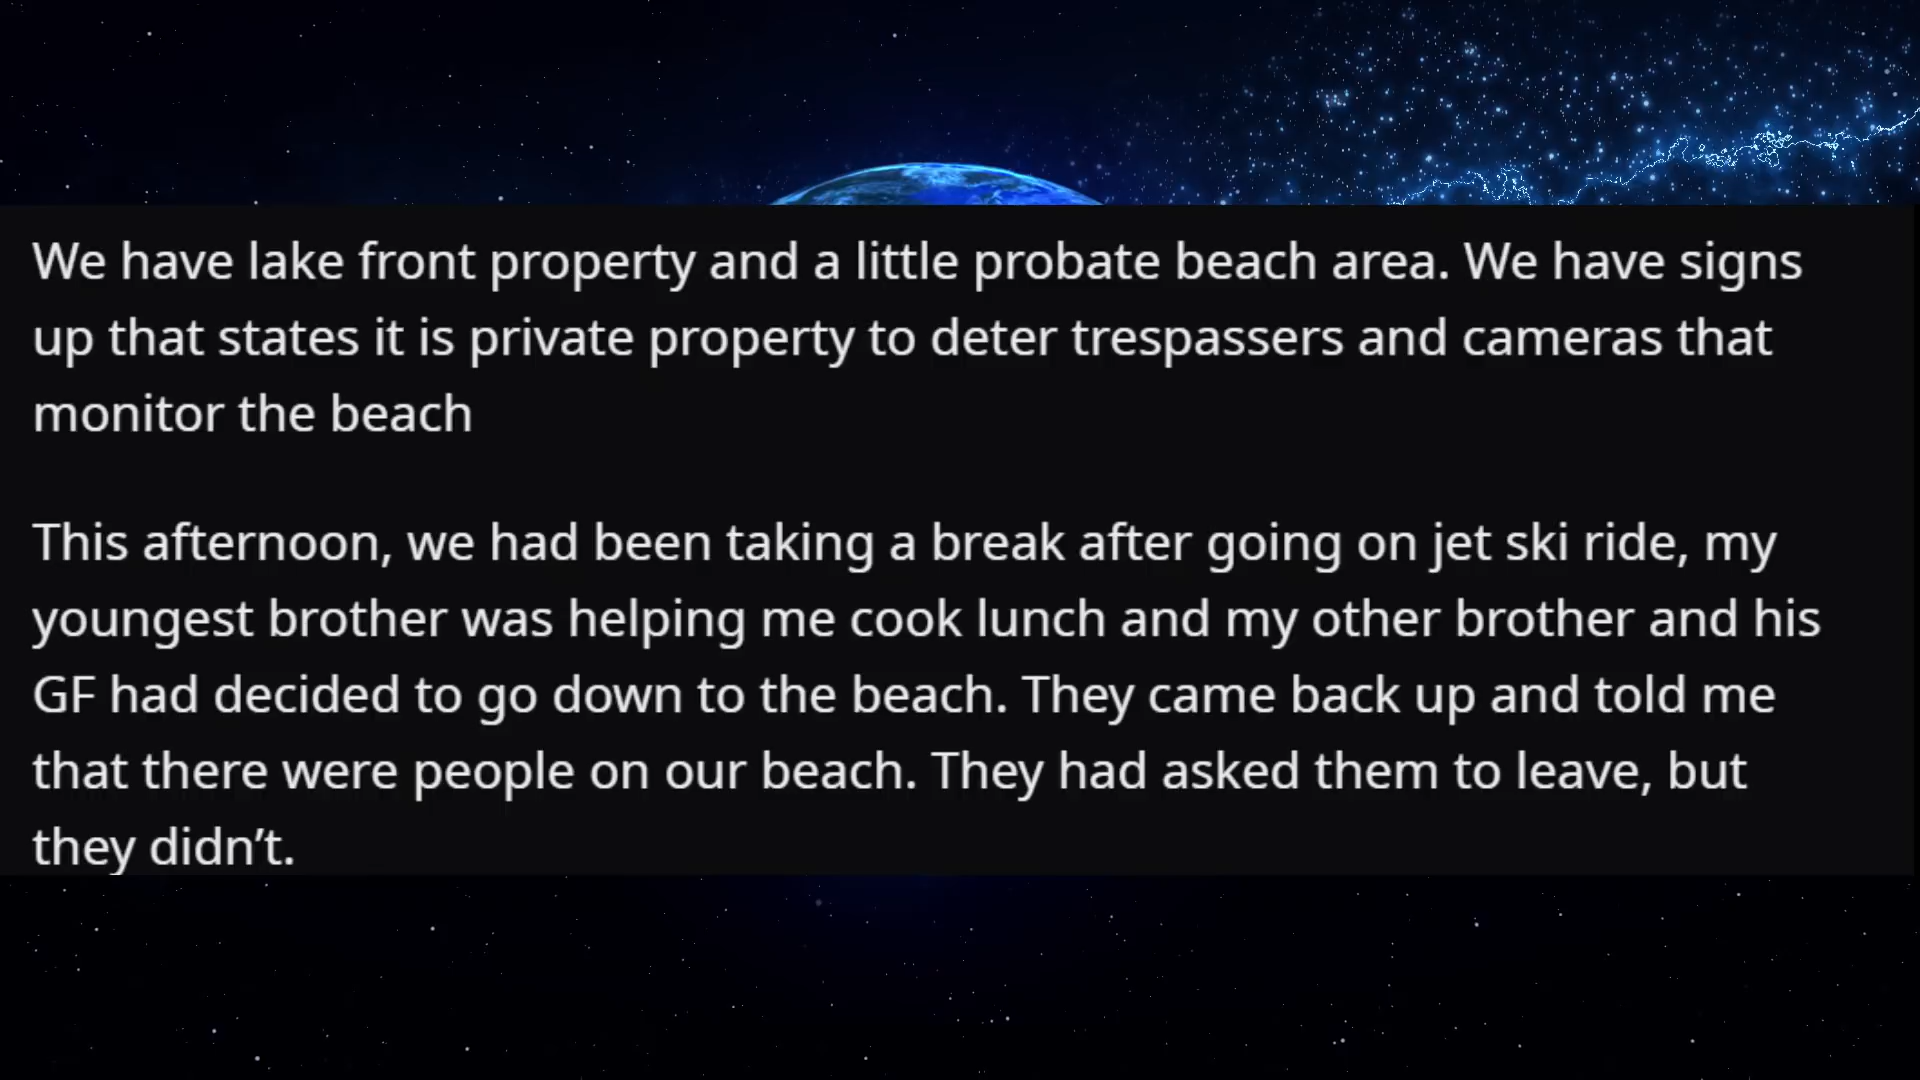 We have lake front property and a little probate beach area. We have signs
up that states it is private property to deter trespassers and cameras that
monitor the beach
This afternoon, we had been taking a break after going on jet ski ride, my
youngest brother was helping me cook lunch and my other brother and his
GF had decided to go down to the beach. They came back up and told me
that there were people on our beach. They had asked them to leave, but
they didn’t.